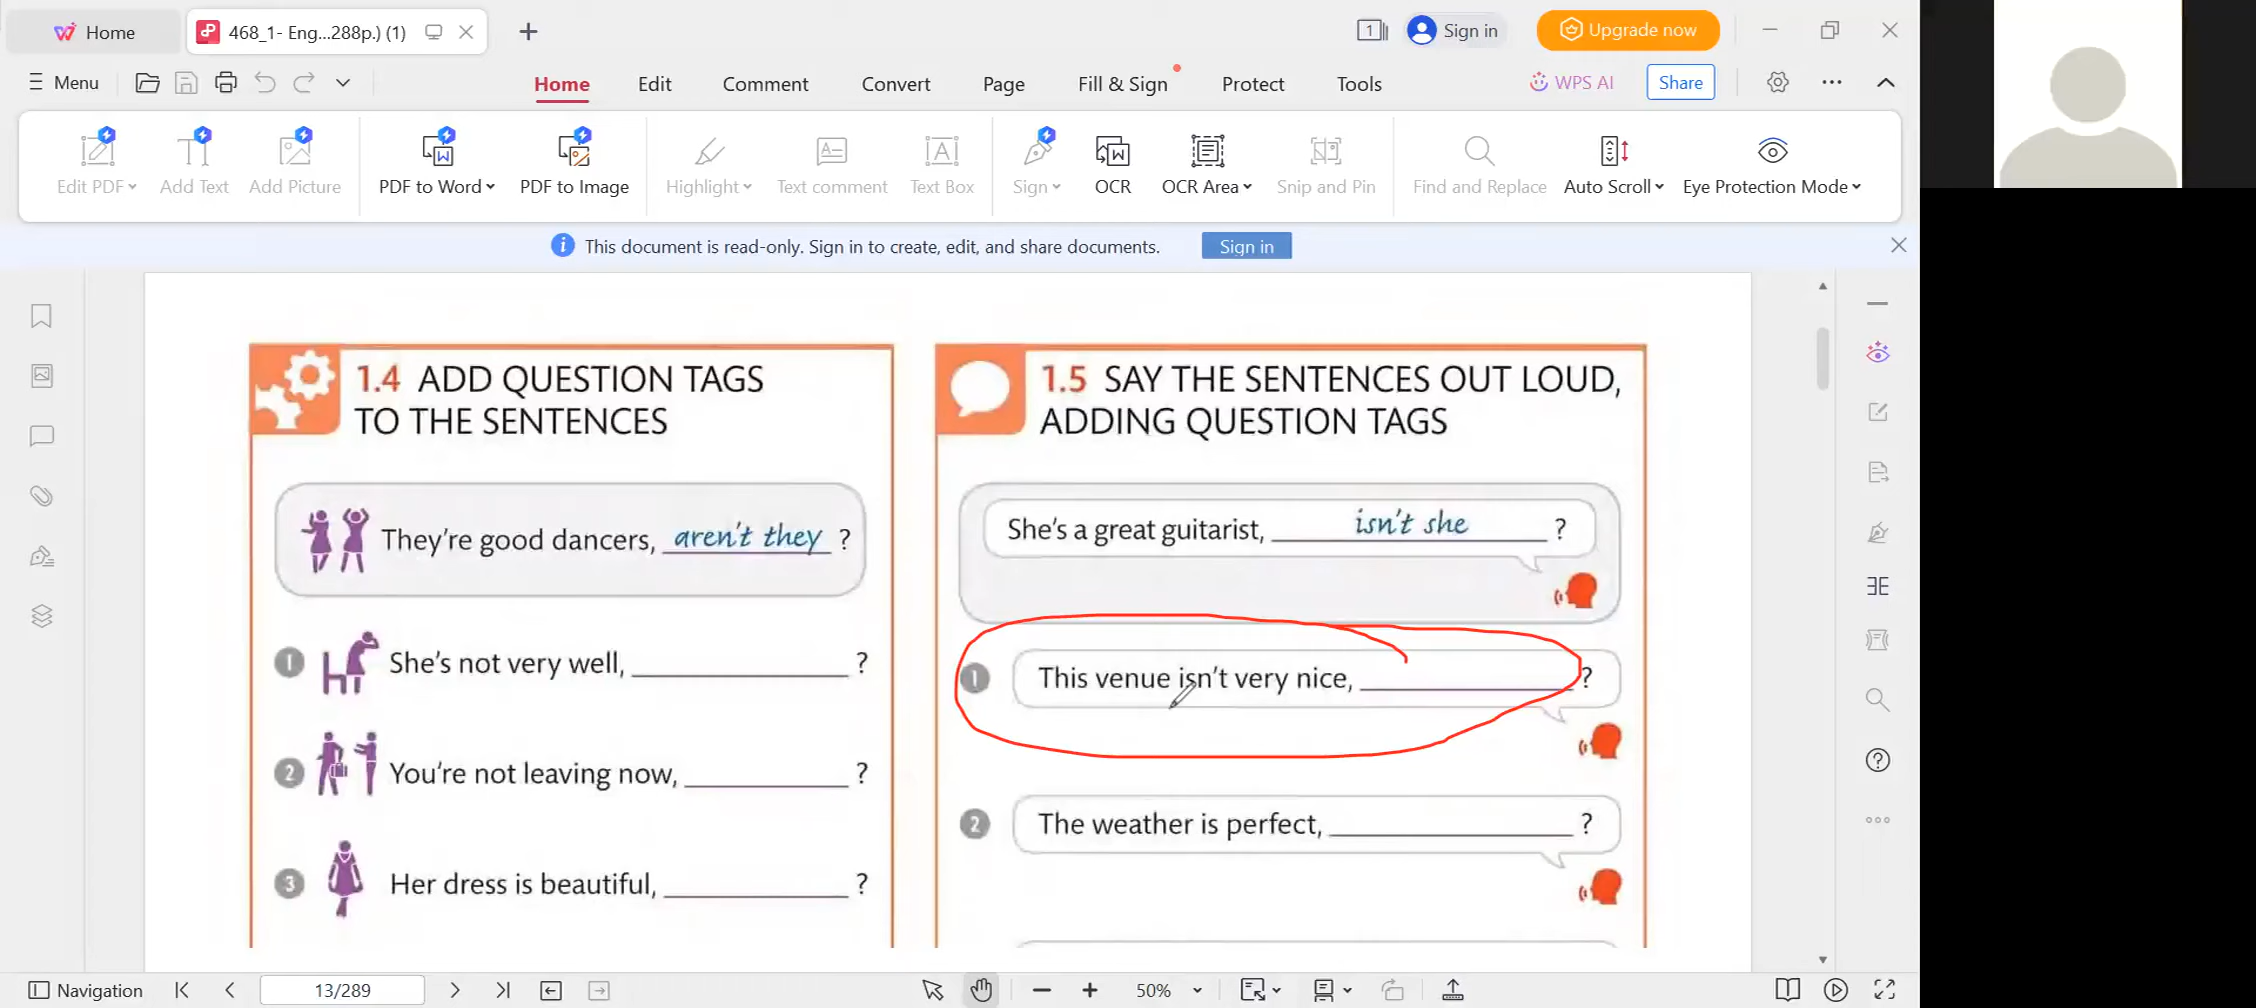 Home
468_1- Eng...288p.) (1)
1
Sign in
Upgrade now
Menu
Home
Edit
Comment
Convert
Page
Fill & Sign
Protect
Tools
WPS AI
Share
Edit PDF
Add Text
Add Picture
PDF to Word
PDF to Image
Highlight
Text comment
Text Box
Sign
OCR
OCR Area
Snip and Pin
Find and Replace
Auto Scroll
Eye Protection Mode
This document is read-only. Sign in to create, edit, and share documents.
Sign in
1.4 ADD QUESTION TAGS
TO THE SENTENCES
They're good dancers, aren't they ?
1 She's not very well, ____________ ?
2 You're not leaving now, ____________ ?
3 Her dress is beautiful, ____________ ?
1.5 SAY THE SENTENCES OUT LOUD,
ADDING QUESTION TAGS
She's a great guitarist, isn't she ?
1 This venue isn't very nice, ____________ ?
2 The weather is perfect, ____________ ?
Navigation
13/289
50%